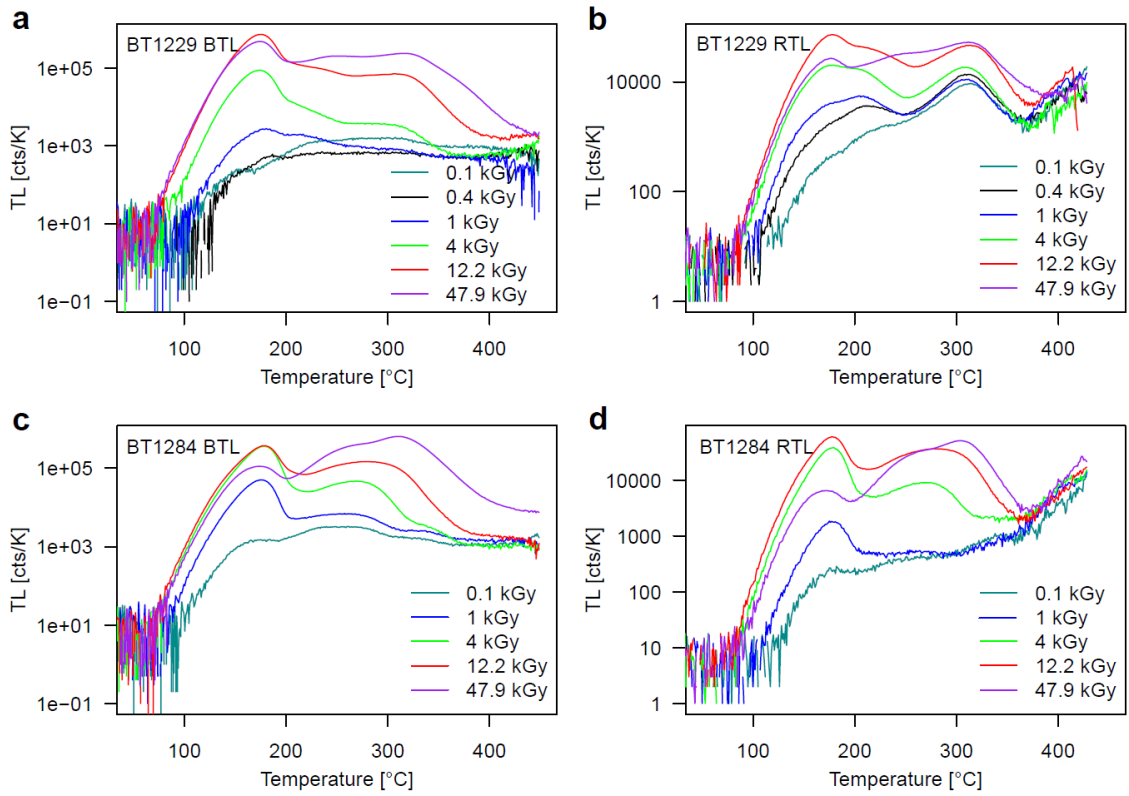 a
BT1229 BTL
TL [cts/K]
1e+05
1e+03
1e+01
1e−01
0.1 kGy
0.4 kGy
1 kGy
4 kGy
12.2 kGy
47.9 kGy
100 200 300 400
Temperature [°C]
b
BT1229 RTL
TL [cts/K]
10000
100
1
0.1 kGy
0.4 kGy
1 kGy
4 kGy
12.2 kGy
47.9 kGy
100 200 300 400
Temperature [°C]
c
BT1284 BTL
TL [cts/K]
1e+05
1e+03
1e+01
1e−01
0.1 kGy
1 kGy
4 kGy
12.2 kGy
47.9 kGy
100 200 300 400
Temperature [°C]
d
BT1284 RTL
TL [cts/K]
10000
1000
100
10
1
0.1 kGy
1 kGy
4 kGy
12.2 kGy
47.9 kGy
100 200 300 400
Temperature [°C]